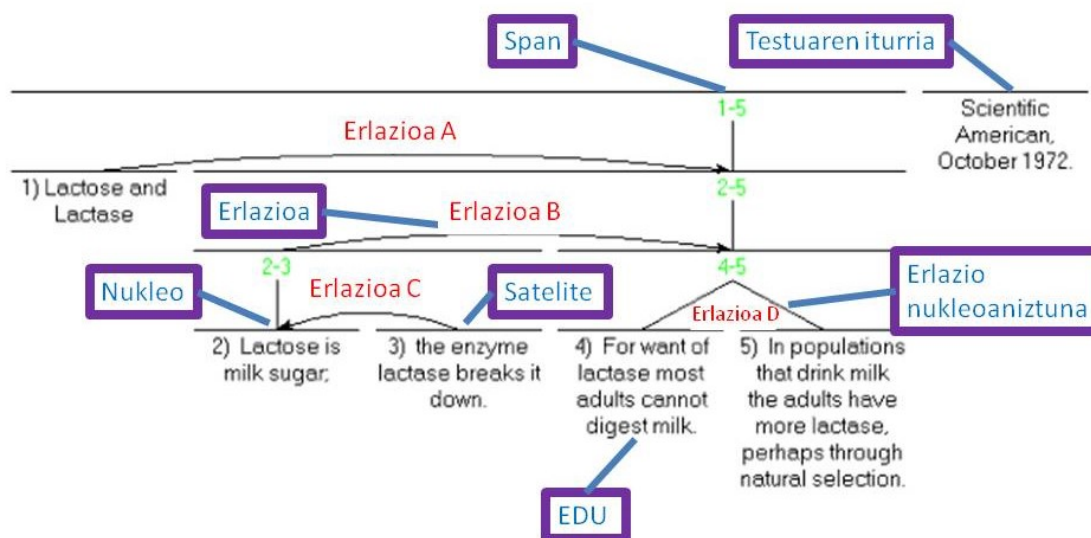 Span
Testuaren iturria
1-5
Scientific
American,
October 1972.
Erlazioa A
1) Lactose and
Lactase
2-5
Erlazioa
Erlazioa B
2-3
4-5
Nukleo
Erlazioa C
Satelite
Erlazioa D
Erlazio
nukleoaniztuna
2) Lactose is
milk sugar;
3) the enzyme
lactase breaks it
down.
4) For want of
lactase most
adults cannot
digest milk.
5) In populations
that drink milk
the adults have
more lactase,
perhaps through
natural selection.
EDU